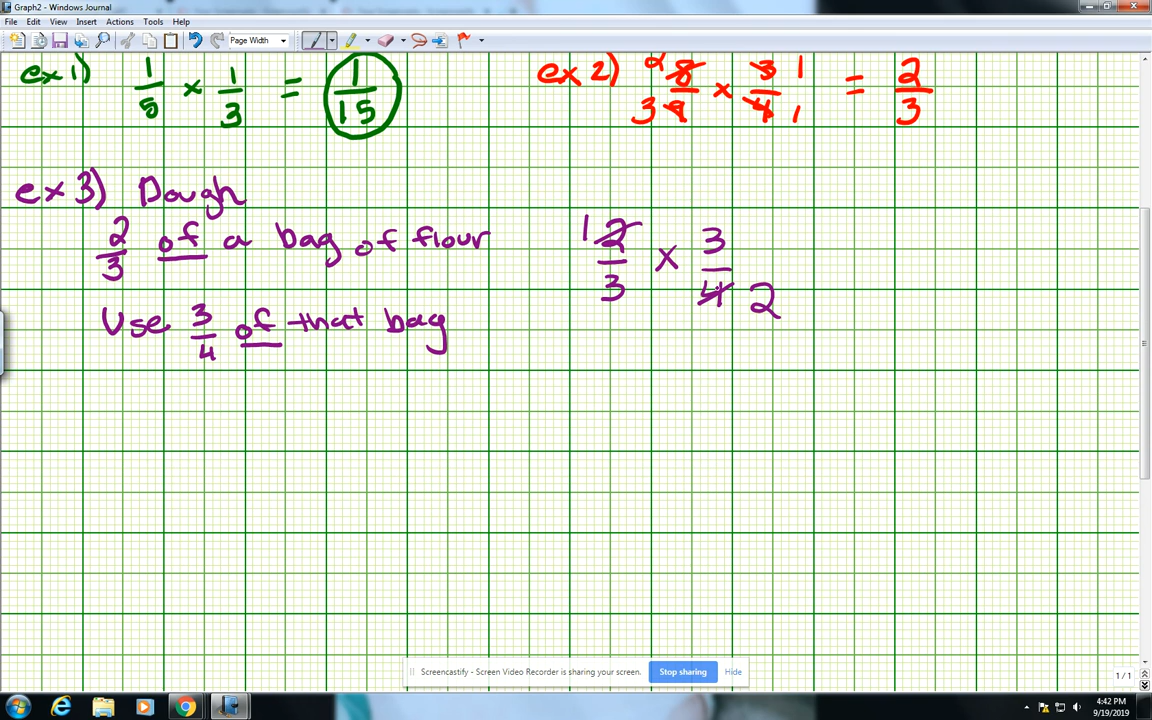 Graph2 - Windows Journal
File Edit View Insert Actions Tools Help
Page Width
ex 1) 1/5 × 1/3 = 1/15
ex 2) 2 8/9 3 × 3/4 1 1 = 2/3
ex 3) Dough
2/3 of a bag of flour
Use 3/4 of that bag
1 2/3 × 3/4 2
Screencastify - Screen Video Recorder is sharing your screen. Stop sharing Hide
1 / 1
4:42 PM
9/19/2019